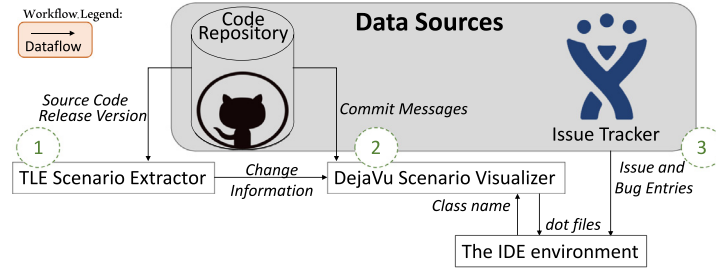 Workflow Legend:
Dataflow
Code
Repository
Data Sources
Source Code
Release Version
Commit Messages
Issue Tracker
1
2
3
TLE Scenario Extractor
Change
Information
DejaVu Scenario Visualizer
Issue and
Bug Entries
Class name
dot files
The IDE environment